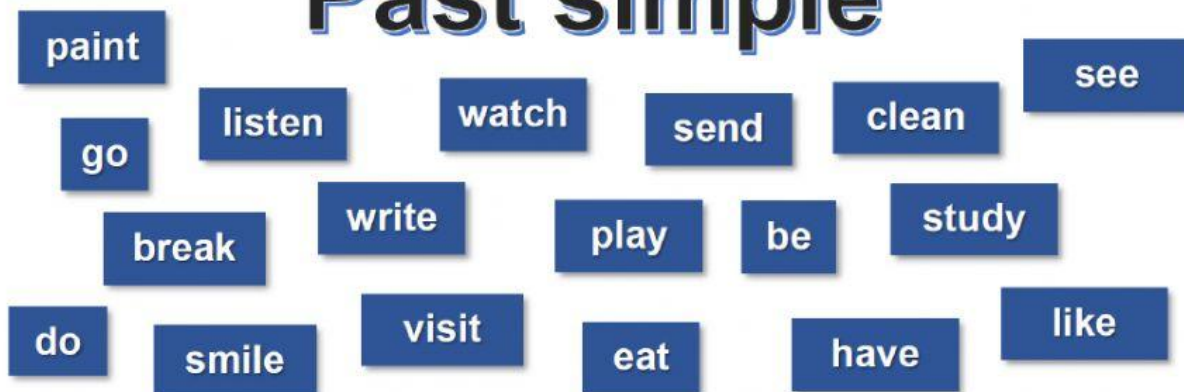 Past simple
paint
see
listen
watch
send
clean
go
write
play
be
study
break
do
smile
visit
eat
have
like